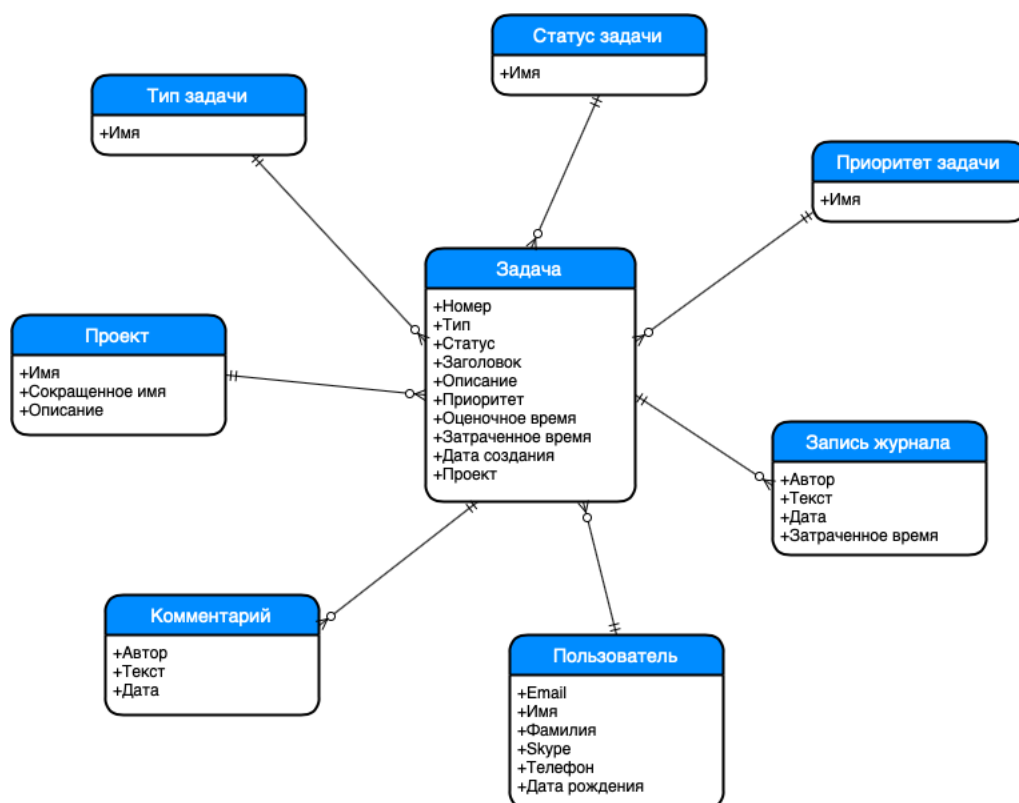 Статус задачи
+Имя
Тип задачи
+Имя
Приоритет задачи
+Имя
Задача
+Номер
+Тип
+Статус
+Заголовок
+Описание
+Приоритет
+Оценочное время
+Затраченное время
+Дата создания
+Проект
Проект
+Имя
+Сокращенное имя
+Описание
Запись журнала
+Автор
+Текст
+Дата
+Затраченное время
Комментарий
+Автор
+Текст
+Дата
Пользователь
+Email
+Имя
+Фамилия
+Skype
+Телефон
+Дата рождения